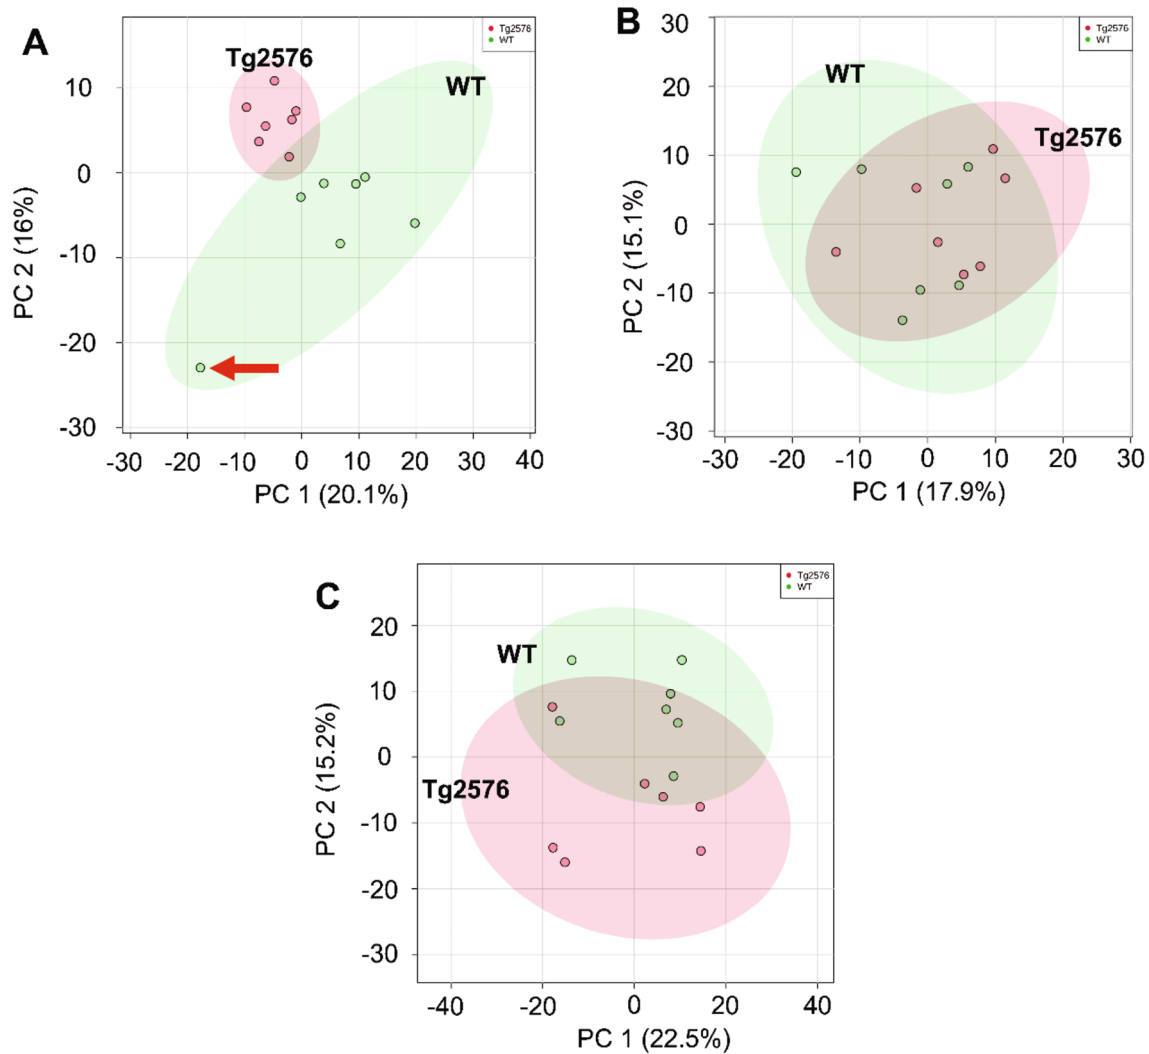 A
Tg2576
WT
Tg2576
WT
10
0
-10
-20
-30
PC 2 (16%)
-30 -20 -10 0 10 20 30 40
PC 1 (20.1%)
B
Tg2576
WT
WT
Tg2576
30
20
10
0
-10
-20
-30
PC 2 (15.1%)
-30 -20 -10 0 10 20 30
PC 1 (17.9%)
C
Tg2576
WT
WT
Tg2576
20
10
0
-10
-20
-30
PC 2 (15.2%)
-40 -20 0 20 40
PC 1 (22.5%)